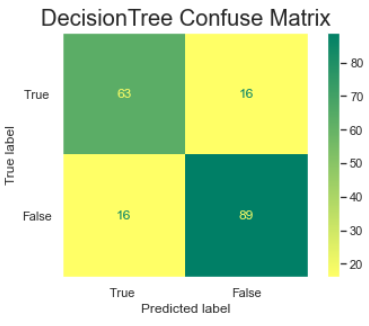 DecisionTree Confuse Matrix
True label
True
63
16
False
16
89
True
False
Predicted label
80
70
60
50
40
30
20